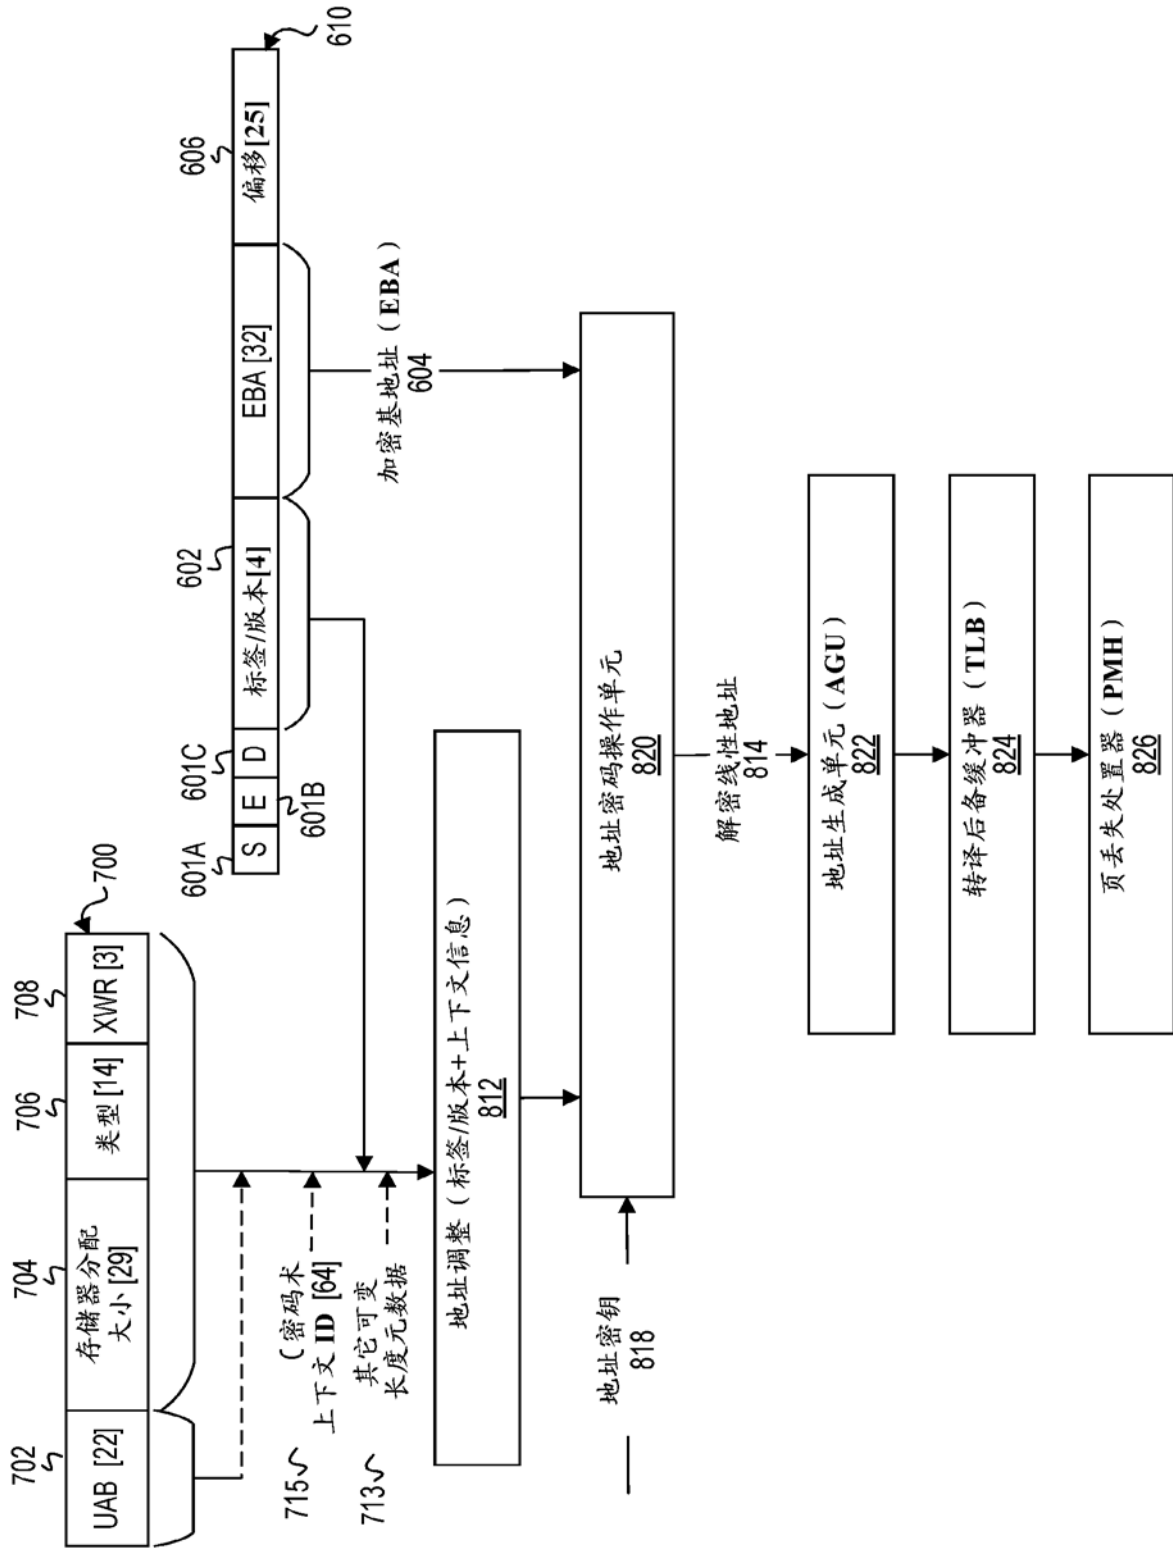 702
704
706
708
700
UAB [22]
存储器分配
大小 [29]
类型 [14]
XWR [3]
601A
601C
602
606
S
E
D
标签/版本[4]
EBA [32]
偏移[25]
601B
610
715
(密码术
上下文 ID [64]
713
其它可变
长度元数据
加密基地址（EBA）
604
地址调整（标签/版本+上下文信息）
812
地址密钥
818
地址密码操作单元
820
解密线性地址
814
地址生成单元（AGU）
822
转译后备缓冲器（TLB）
824
页丢失处置器（PMH）
826